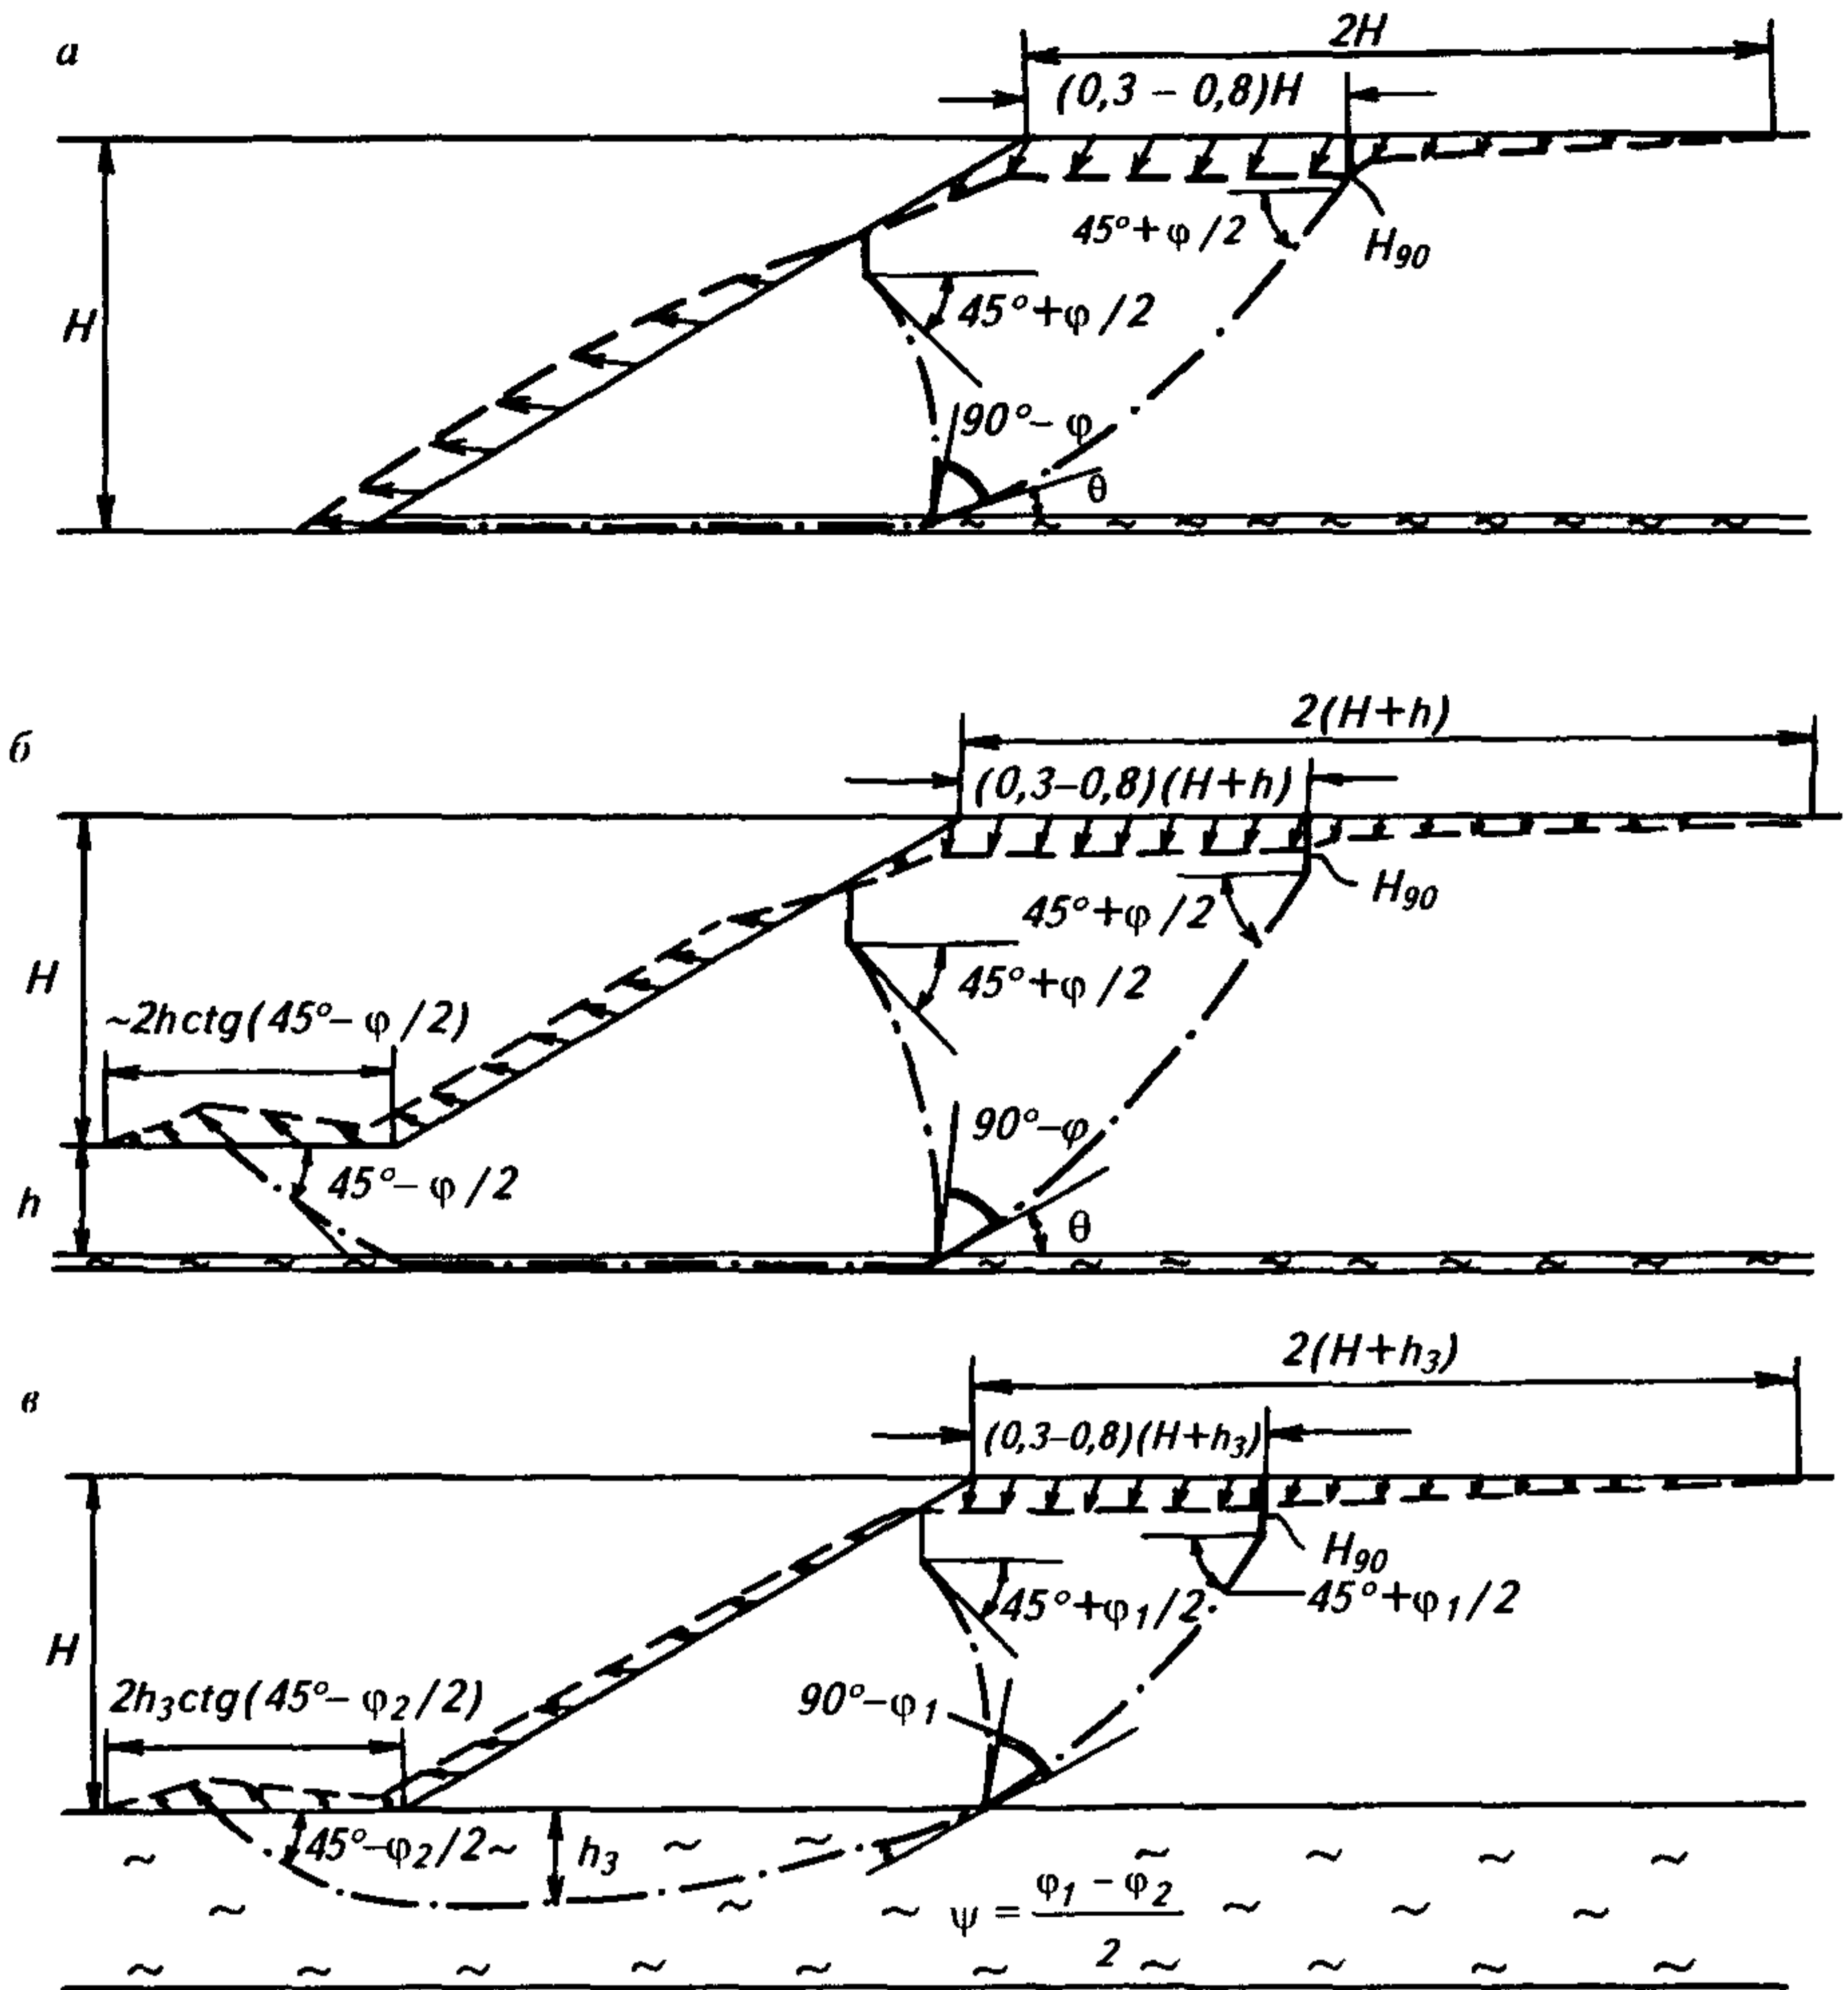 а
2H
(0,3 – 0,8)H
45°+φ/2
H90
H
45°+φ/2
90°–φ
θ
б
2(H+h)
(0,3–0,8)(H+h)
H90
45°+φ/2
H
45°+φ/2
~2hctg(45°–φ/2)
90°–φ
h
45°–φ/2
θ
в
2(H+h3)
(0,3–0,8)(H+h3)
H90
45°+φ1/2
45°+φ1/2
H
2h3ctg(45°–φ2/2)
90°–φ1
45°–φ2/2
h3
ψ = φ1 – φ2
2